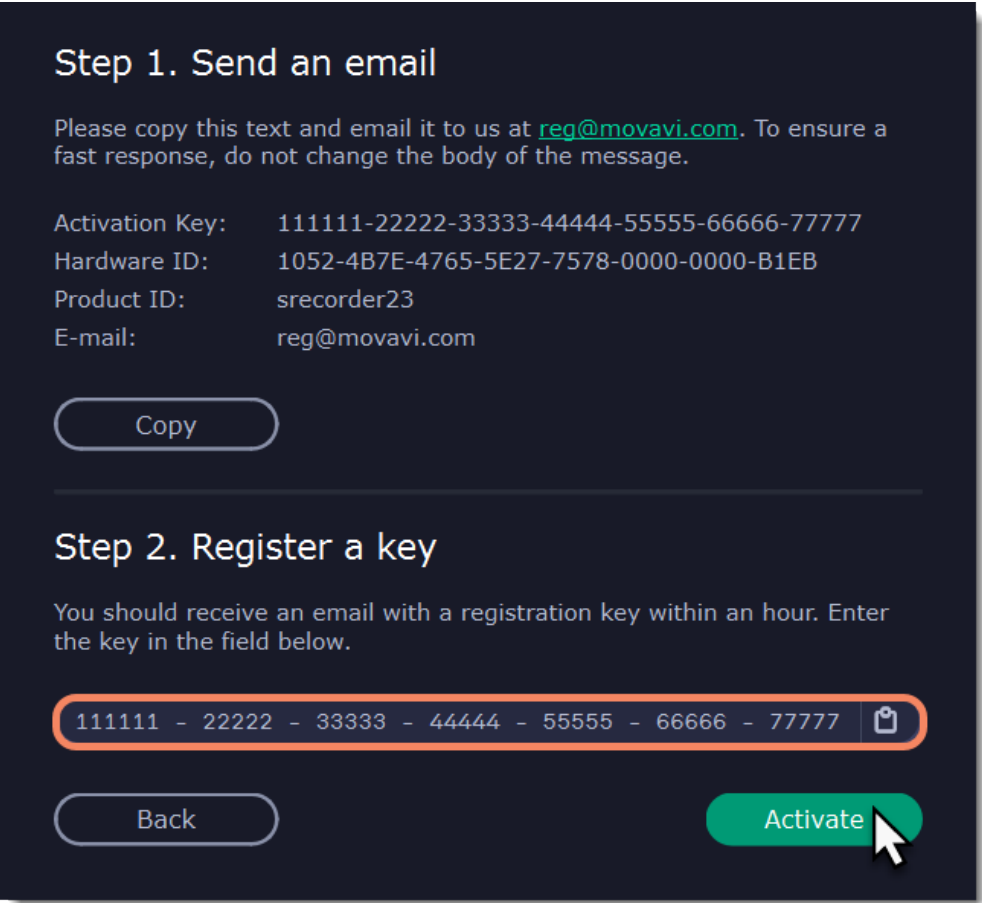 Step 1. Send an email
Please copy this text and email it to us at reg@movavi.com. To ensure a
fast response, do not change the body of the message.
Activation Key: 111111-22222-33333-44444-55555-66666-77777
Hardware ID: 1052-4B7E-4765-5E27-7578-0000-0000-B1EB
Product ID: srecorder23
E-mail: reg@movavi.com
Copy
Step 2. Register a key
You should receive an email with a registration key within an hour. Enter
the key in the field below.
111111 - 22222 - 33333 - 44444 - 55555 - 66666 - 77777
Back Activate